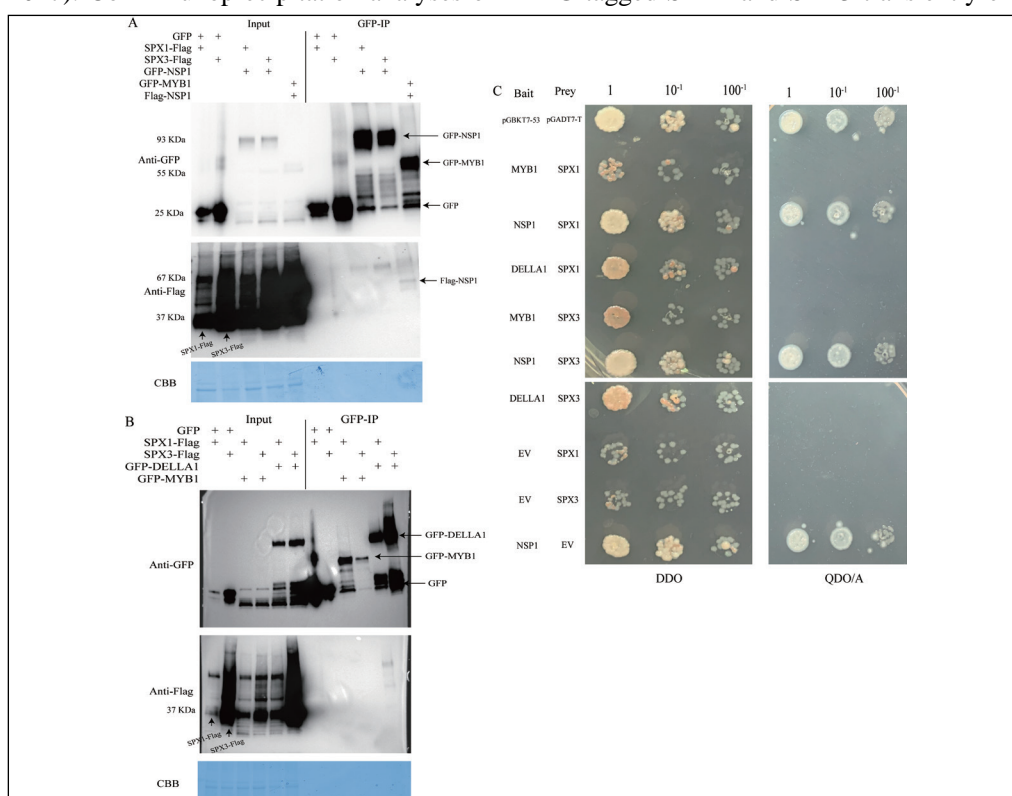 A
Input
GFP-IP
GFP + + + +
SPX1-Flag + + + +
SPX3-Flag + + + +
GFP-NSP1 + + + +
GFP-MYB1 + +
Flag-NSP1 + +
93 KDa
GFP-NSP1
Anti-GFP
GFP-MYB1
55 KDa
GFP
25 KDa
67 KDa
Flag-NSP1
Anti-Flag
37 KDa
SPX1-Flag
SPX3-Flag
CBB
B
Input
GFP-IP
GFP + + + +
SPX1-Flag + + + + + +
SPX3-Flag + + + + + +
GFP-DELLA1 + + + +
GFP-MYB1 + + + +
GFP-DELLA1
GFP-MYB1
Anti-GFP
GFP
Anti-Flag
37 KDa
SPX1-Flag
SPX3-Flag
CBB
C Bait Prey 1 10-1 100-1 1 10-1 100-1
pGBKT7-53 pGADT7-T
MYB1 SPX1
NSP1 SPX1
DELLA1 SPX1
MYB1 SPX3
NSP1 SPX3
DELLA1 SPX3
EV SPX1
EV SPX3
NSP1 EV
DDO QDO/A